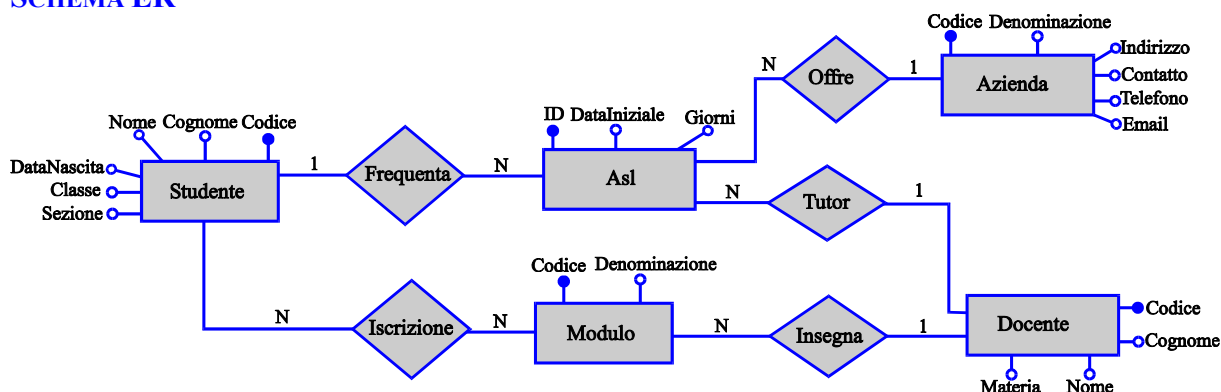 SCHEMA ER
Codice Denominazione
Indirizzo
N
Offre
1
Azienda
Contatto
Telefono
Email
ID DataIniziale
Giorni
Nome Cognome Codice
DataNascita
Classe
Sezione
Studente
1
Frequenta
N
Asl
N
Tutor
1
Codice Denominazione
N
Iscrizione
N
Modulo
N
Insegna
1
Docente
Codice
Cognome
Materia
Nome